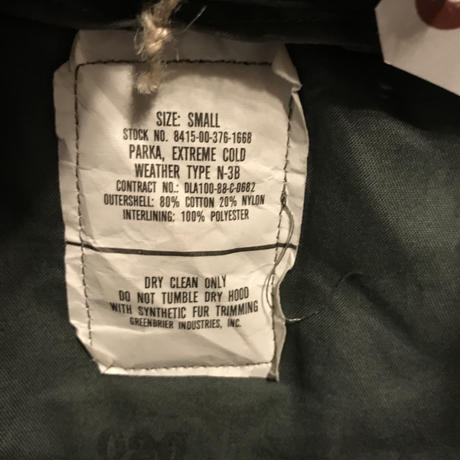 SIZE: SMALL
STOCK NO. 8415-00-376-1668
PARKA, EXTREME COLD
WEATHER TYPE N-3B
CONTRACT NO.: DLA100-88-C-0682
OUTERSHELL: 80% COTTON 20% NYLON
INTERLINING: 100% POLYESTER
DRY CLEAN ONLY
DO NOT TUMBLE DRY HOOD
WITH SYNTHETIC FUR TRIMMING
GREENBRIER INDUSTRIES, INC.